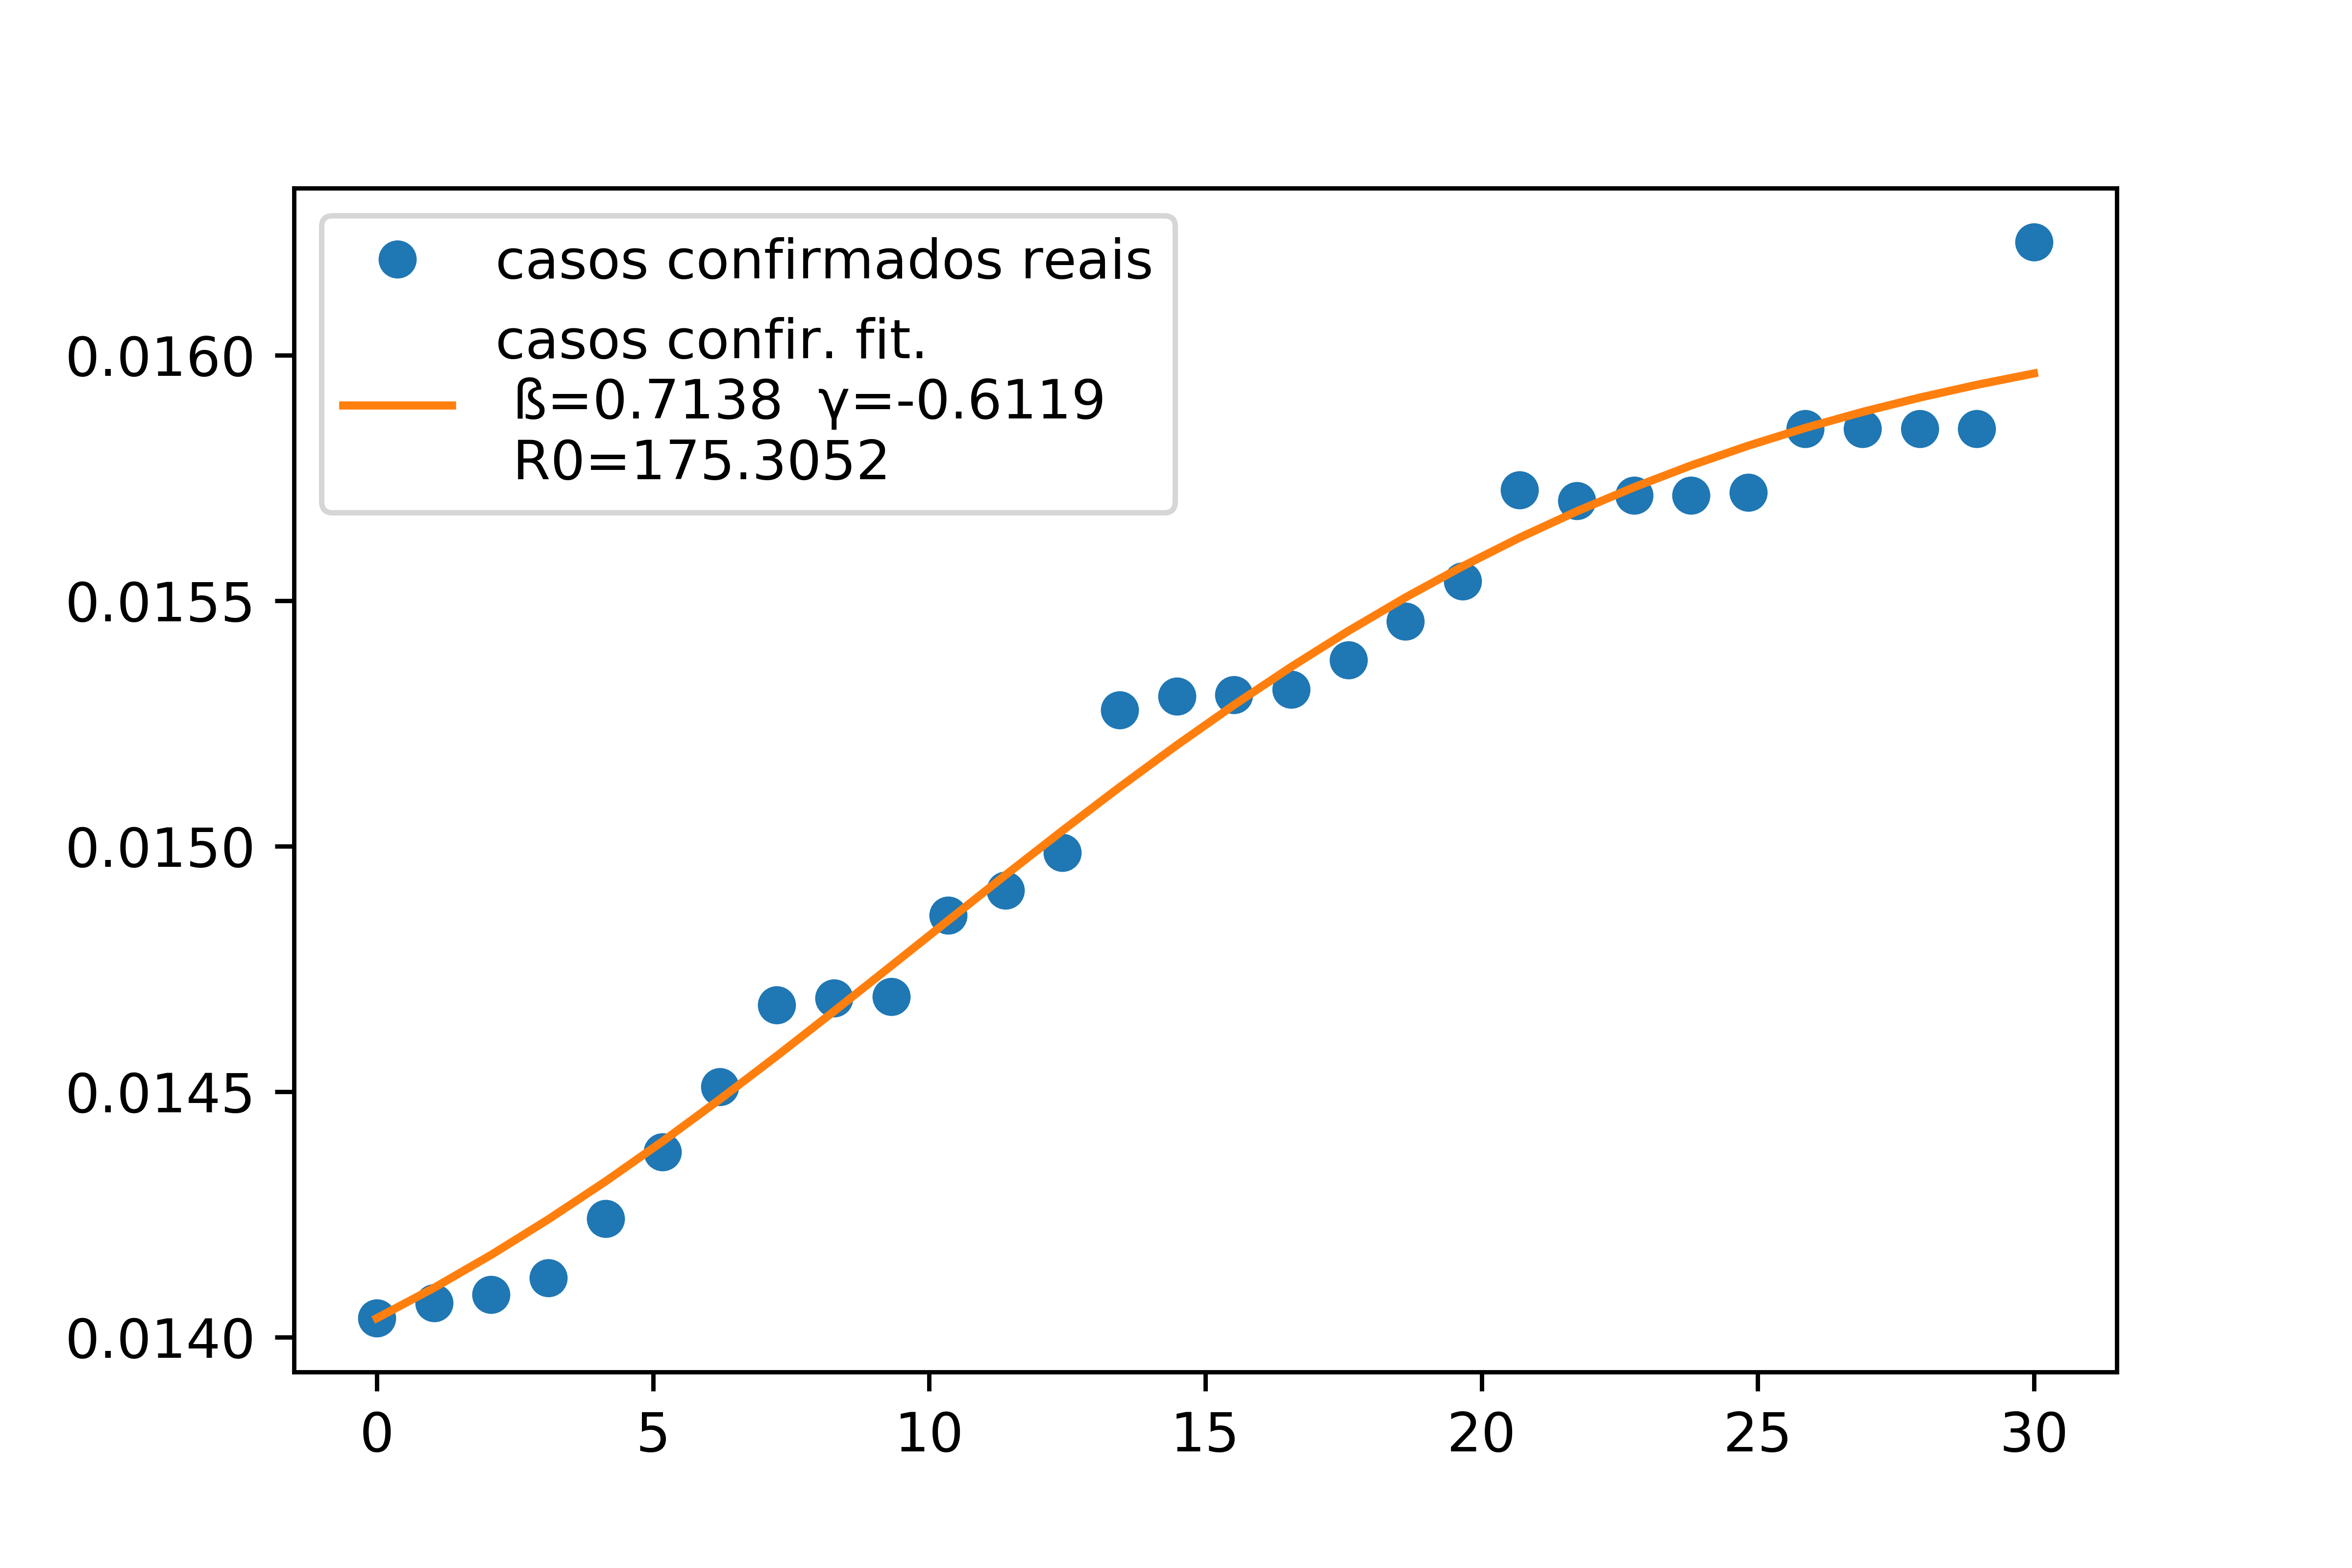 casos confirmados reais
casos confir. fit.
ß=0.7138 γ=-0.6119
R0=175.3052
0.0160
0.0155
0.0150
0.0145
0.0140
0 5 10 15 20 25 30